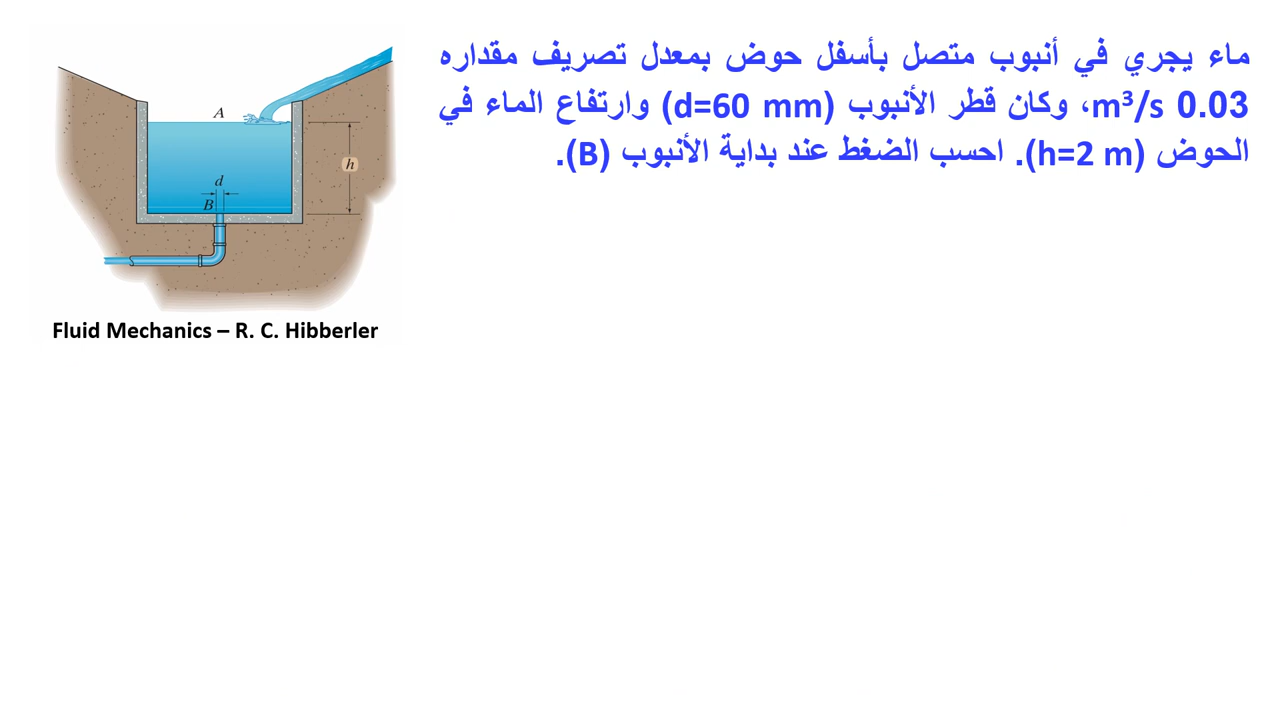 ماء يجري في أنبوب متصل بأسفل حوض بمعدل تصريف مقداره
0.03 m³/s، وكان قطر الأنبوب (d=60 mm) وارتفاع الماء في
الحوض (h=2 m). احسب الضغط عند بداية الأنبوب (B).
A
h
d
B
Fluid Mechanics – R. C. Hibberler